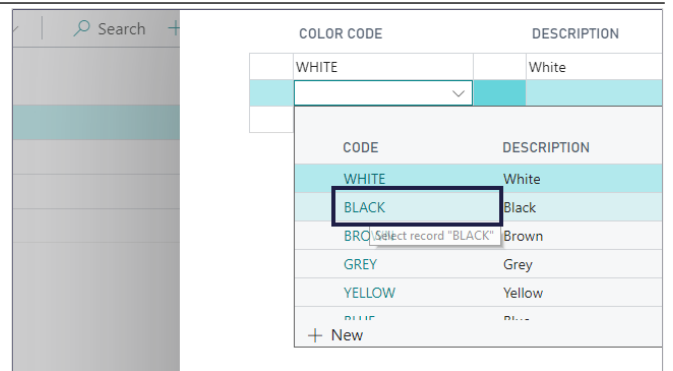 Search
COLOR CODE DESCRIPTION
WHITE White
CODE DESCRIPTION
WHITE White
BLACK Black
Select record "BLACK" Brown
GREY Grey
YELLOW Yellow
+ New